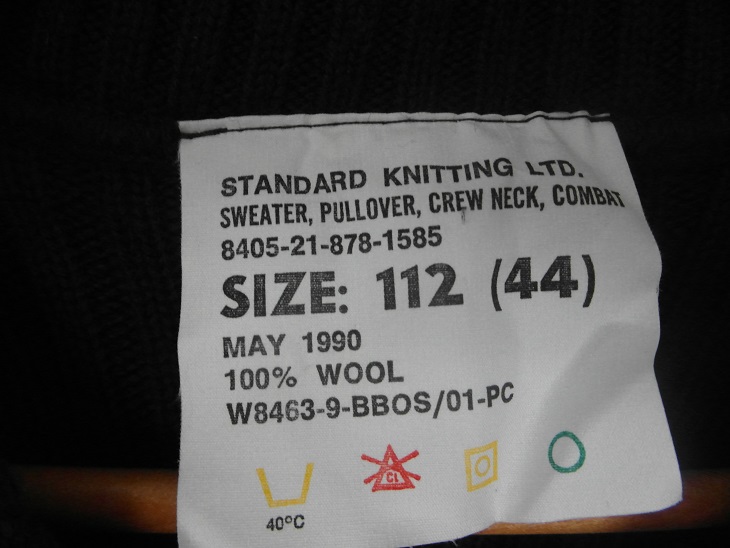 STANDARD KNITTING LTD.
SWEATER, PULLOVER, CREW NECK, COMBAT
8405-21-878-1585
SIZE: 112 (44)
MAY 1990
100% WOOL
W8463-9-BBOS/01-PC
CL
40°C